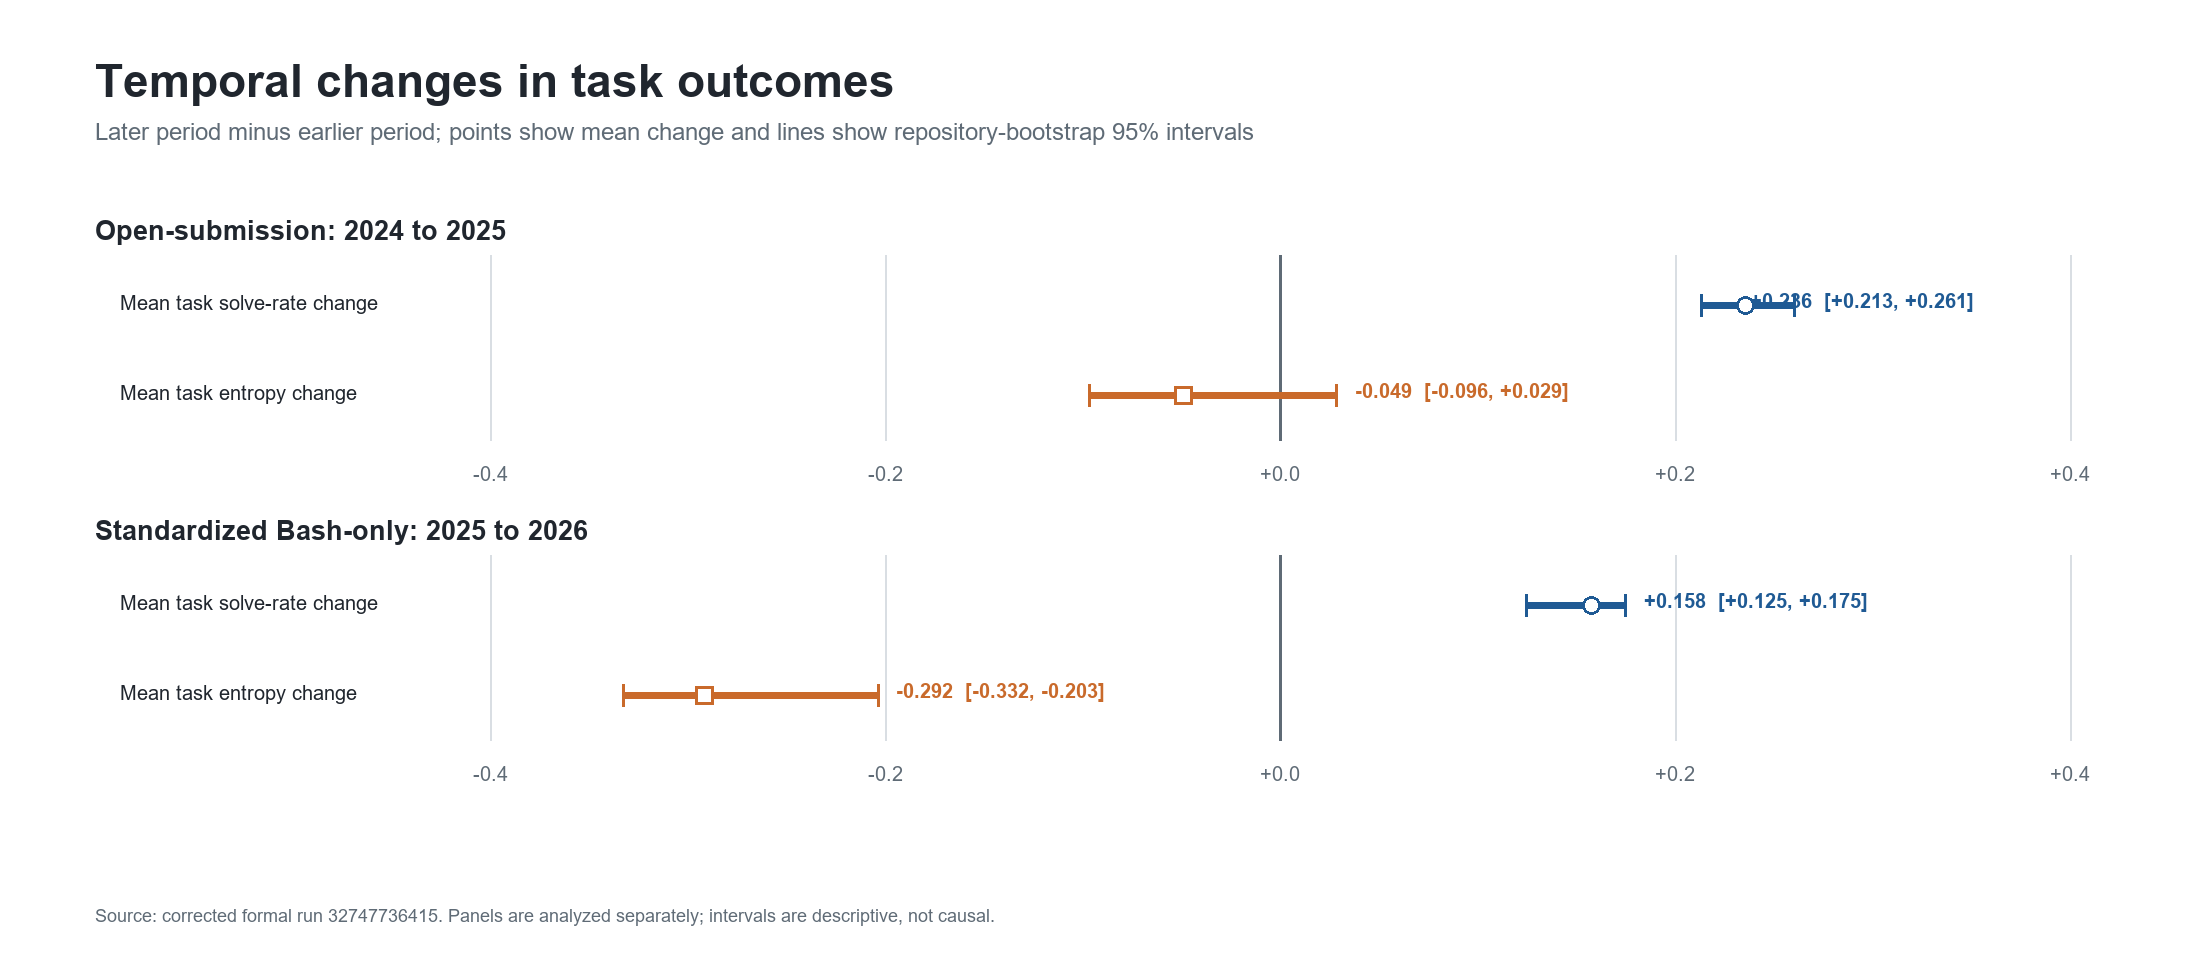 Temporal changes in task outcomes
Later period minus earlier period; points show mean change and lines show repository-bootstrap 95% intervals
Open-submission: 2024 to 2025
Mean task solve-rate change
+0.236  [+0.213, +0.261]
Mean task entropy change
-0.049  [-0.096, +0.029]
-0.4
-0.2
+0.0
+0.2
+0.4
Standardized Bash-only: 2025 to 2026
Mean task solve-rate change
+0.158  [+0.125, +0.175]
Mean task entropy change
-0.292  [-0.332, -0.203]
-0.4
-0.2
+0.0
+0.2
+0.4
Source: corrected formal run 32747736415. Panels are analyzed separately; intervals are descriptive, not causal.